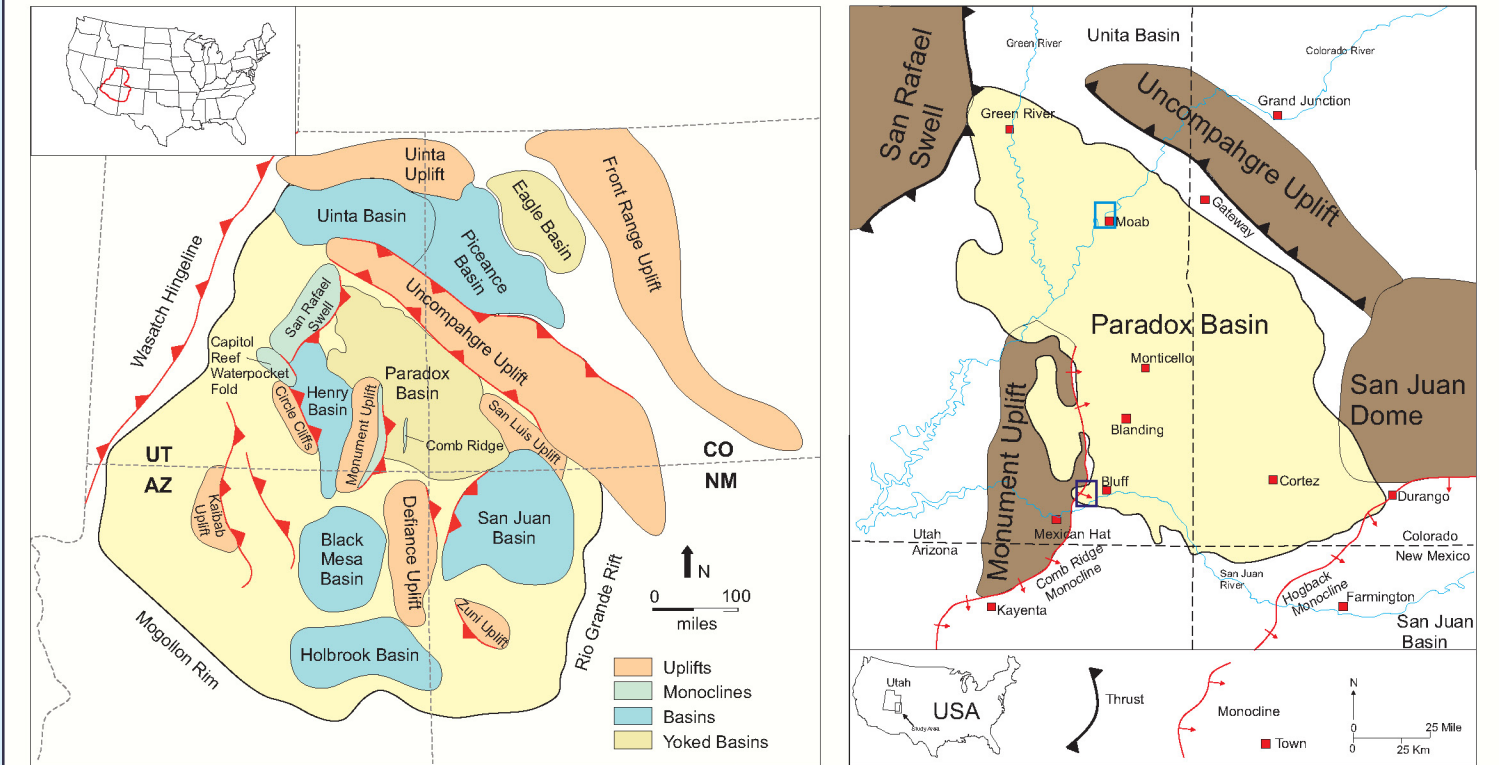 Uinta
Uplift
Uinta Basin
Eagle Basin
Front Range Uplift
Piceance
Basin
Wasatch Hingeline
San Rafael
Swell
Uncompahgre Uplift
Capitol
Reef
Waterpocket
Fold
Paradox
Basin
Henry
Basin
Circle Cliffs
Monument Uplift
San Luis Uplift
Comb Ridge
UT
AZ
CO
NM
Kaibab
Uplift
Defiance Uplift
San Juan
Basin
Black
Mesa
Basin
Zuni Uplift
Holbrook Basin
Mogollon Rim
Rio Grande Rift
N
0 100
miles
Uplifts
Monoclines
Basins
Yoked Basins
San Rafael
Swell
Green River
Unita Basin
Colorado River
Grand Junction
Green River
Uncompahgre Uplift
Gateway
Moab
Paradox Basin
Monticello
San Juan
Dome
Monument Uplift
Blanding
Bluff
Cortez
Durango
Mexican Hat
Utah
Arizona
Colorado
New Mexico
Comb Ridge
Monocline
San Juan
River
Hogback
Monocline
Kayenta
Farmington
San Juan
Basin
Utah
USA
Study Area
Thrust
Monocline
Town
N
0 25 Mile
0 25 Km